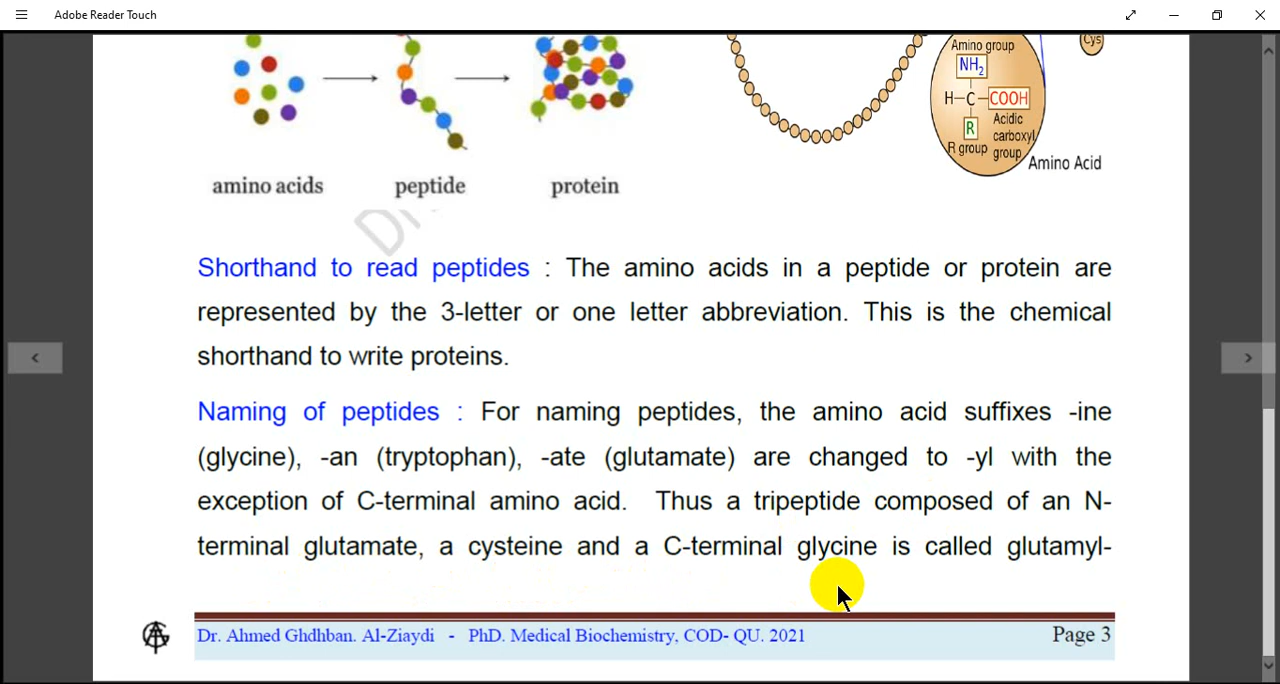 Adobe Reader Touch
Amino group
Cys
NH2
H-C-COOH
Acidic
R
carboxyl
R group
group
Amino Acid
amino acids
peptide
protein
Shorthand to read peptides : The amino acids in a peptide or protein are
represented by the 3-letter or one letter abbreviation. This is the chemical
shorthand to write proteins.
Naming of peptides : For naming peptides, the amino acid suffixes -ine
(glycine), -an (tryptophan), -ate (glutamate) are changed to -yl with the
exception of C-terminal amino acid. Thus a tripeptide composed of an N-
terminal glutamate, a cysteine and a C-terminal glycine is called glutamyl-
Dr. Ahmed Ghdhban. Al-Ziaydi - PhD. Medical Biochemistry, COD- QU. 2021
Page 3